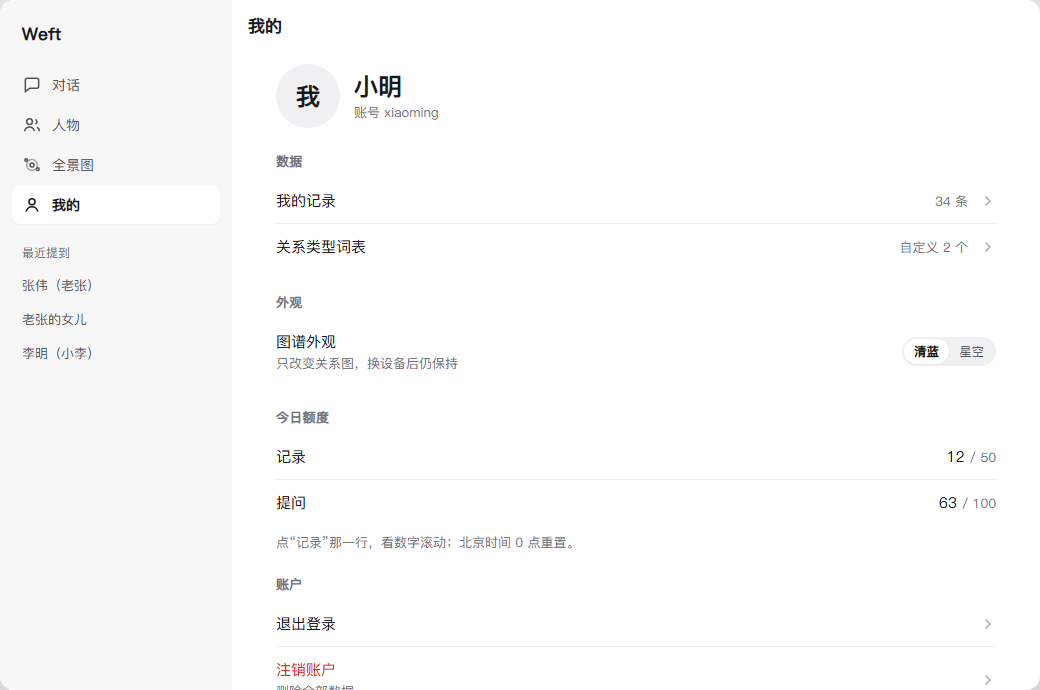 Weft
对话
人物
全景图
我的
最近提到
张伟（老张）
老张的女儿
李明（小李）
我的
我
小明
账号 xiaoming
数据
我的记录
34 条
关系类型词表
自定义 2 个
外观
图谱外观
只改变关系图，换设备后仍保持
清蓝
星空
今日额度
记录
12 / 50
提问
63 / 100
点“记录”那一行，看数字滚动；北京时间 0 点重置。
账户
退出登录
注销账户
删除全部数据